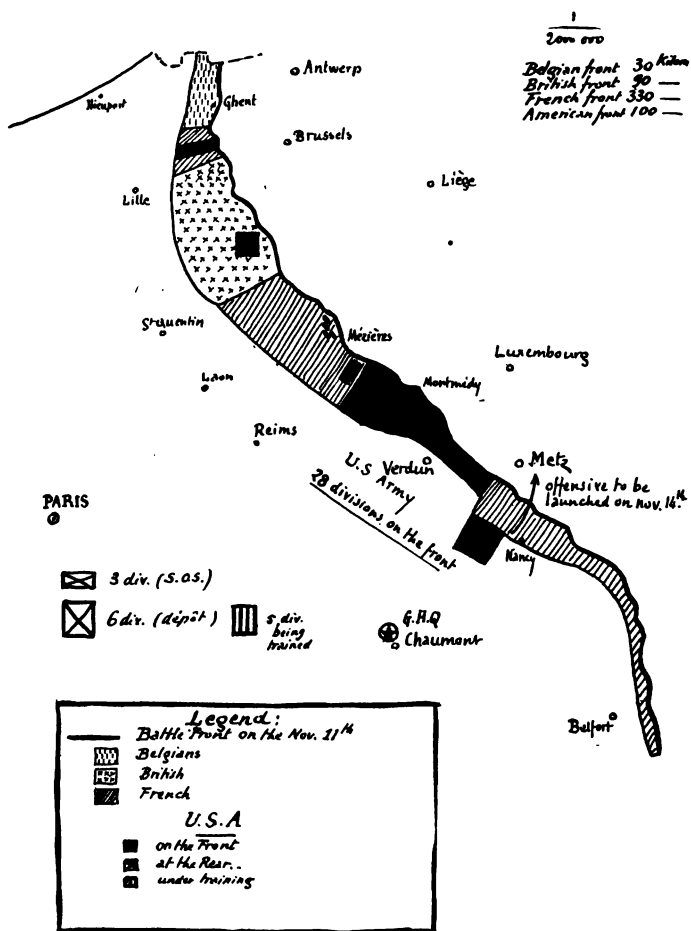 1
2000 000
Belgian front 30 Kilom
British front 90 —
French front 330 —
American front 100 —
Antwerp
Nieuport
Ghent
Brussels
Lille
Liège
St Quentin
Mézières
Luxembourg
Laon
Montmédy
Reims
Verdun
Metz
U.S Army
28 divisions on the front
offensive to be
launched on Nov. 14th
PARIS
Nancy
3 div. (S.O.S.)
6 div. (dépôt)
5 div.
being
trained
G.H.Q
Chaumont
Belfort
Legend:
Battle Front on the Nov. 11th
Belgians
British
French
U.S.A
on the Front
at the Rear..
under training